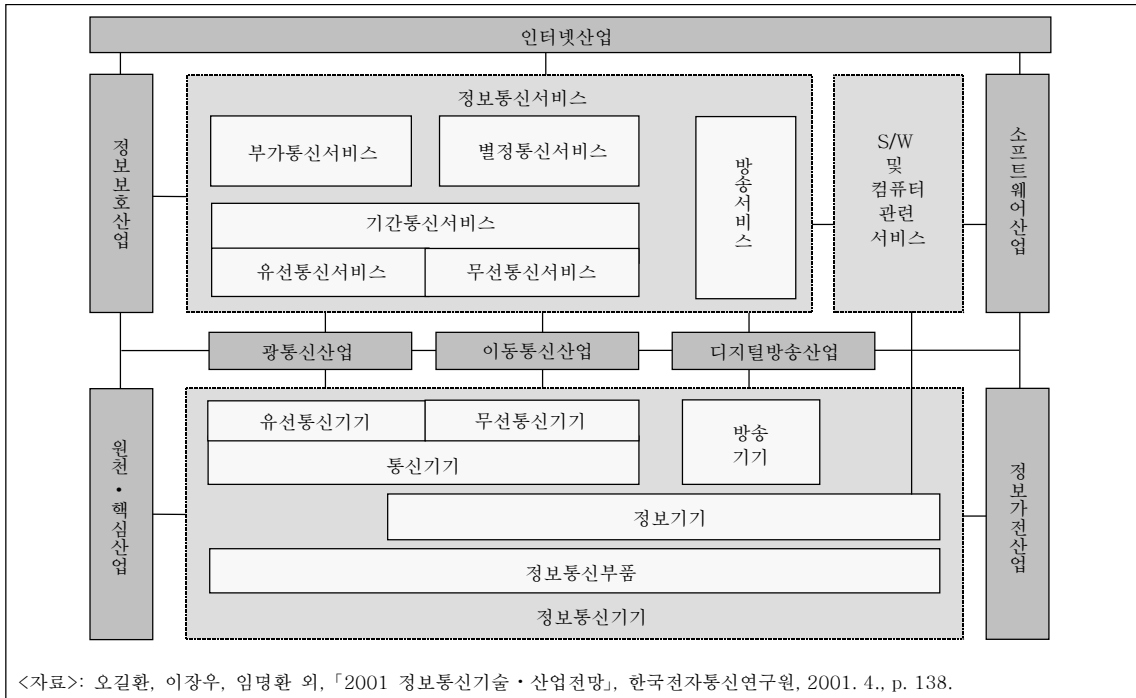 인터넷산업
정보보호산업
정보통신서비스
부가통신서비스
별정통신서비스
기간통신서비스
유선통신서비스
무선통신서비스
방송서비스
S/W
및
컴퓨터
관련
서비스
소프트웨어산업
광통신산업
이동통신산업
디지털방송산업
원천・핵심산업
유선통신기기
무선통신기기
통신기기
방송
기기
정보기기
정보통신부품
정보통신기기
정보가전산업
<자료>: 오길환, 이장우, 임명환 외, 「2001 정보통신기술・산업전망」, 한국전자통신연구원, 2001. 4., p. 138.